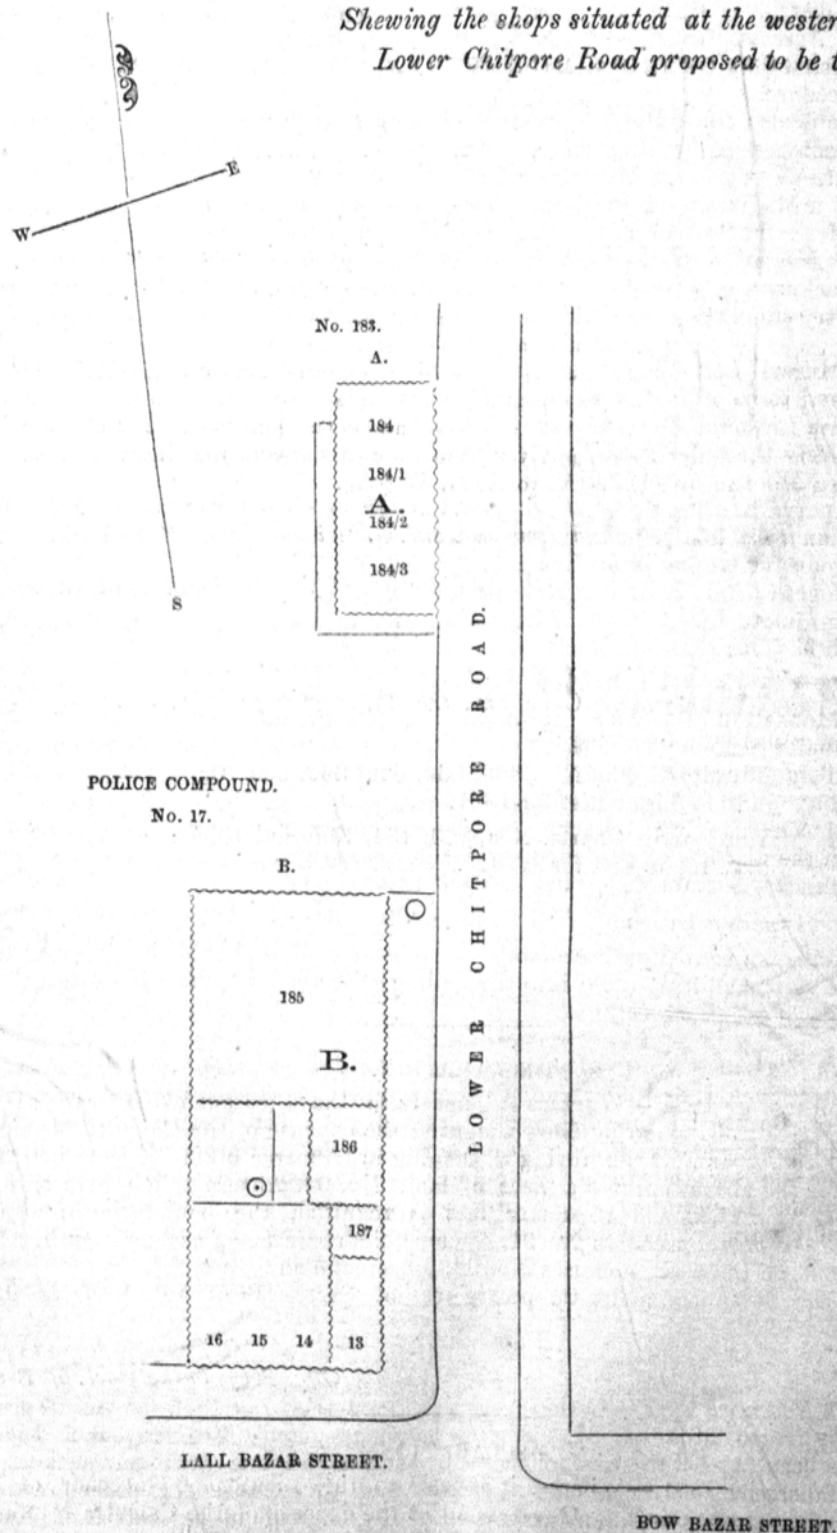 Shewing the shops situated at the wester
Lower Chitpore Road proposed to be t
E
W
S
No. 183.
A.
184
184/1
A.
184/2
184/3
LOWER CHITPORE ROAD.
POLICE COMPOUND.
No. 17.
B.
185
B.
186
187
16 15 14 13
LALL BAZAR STREET.
BOW BAZAR STREET